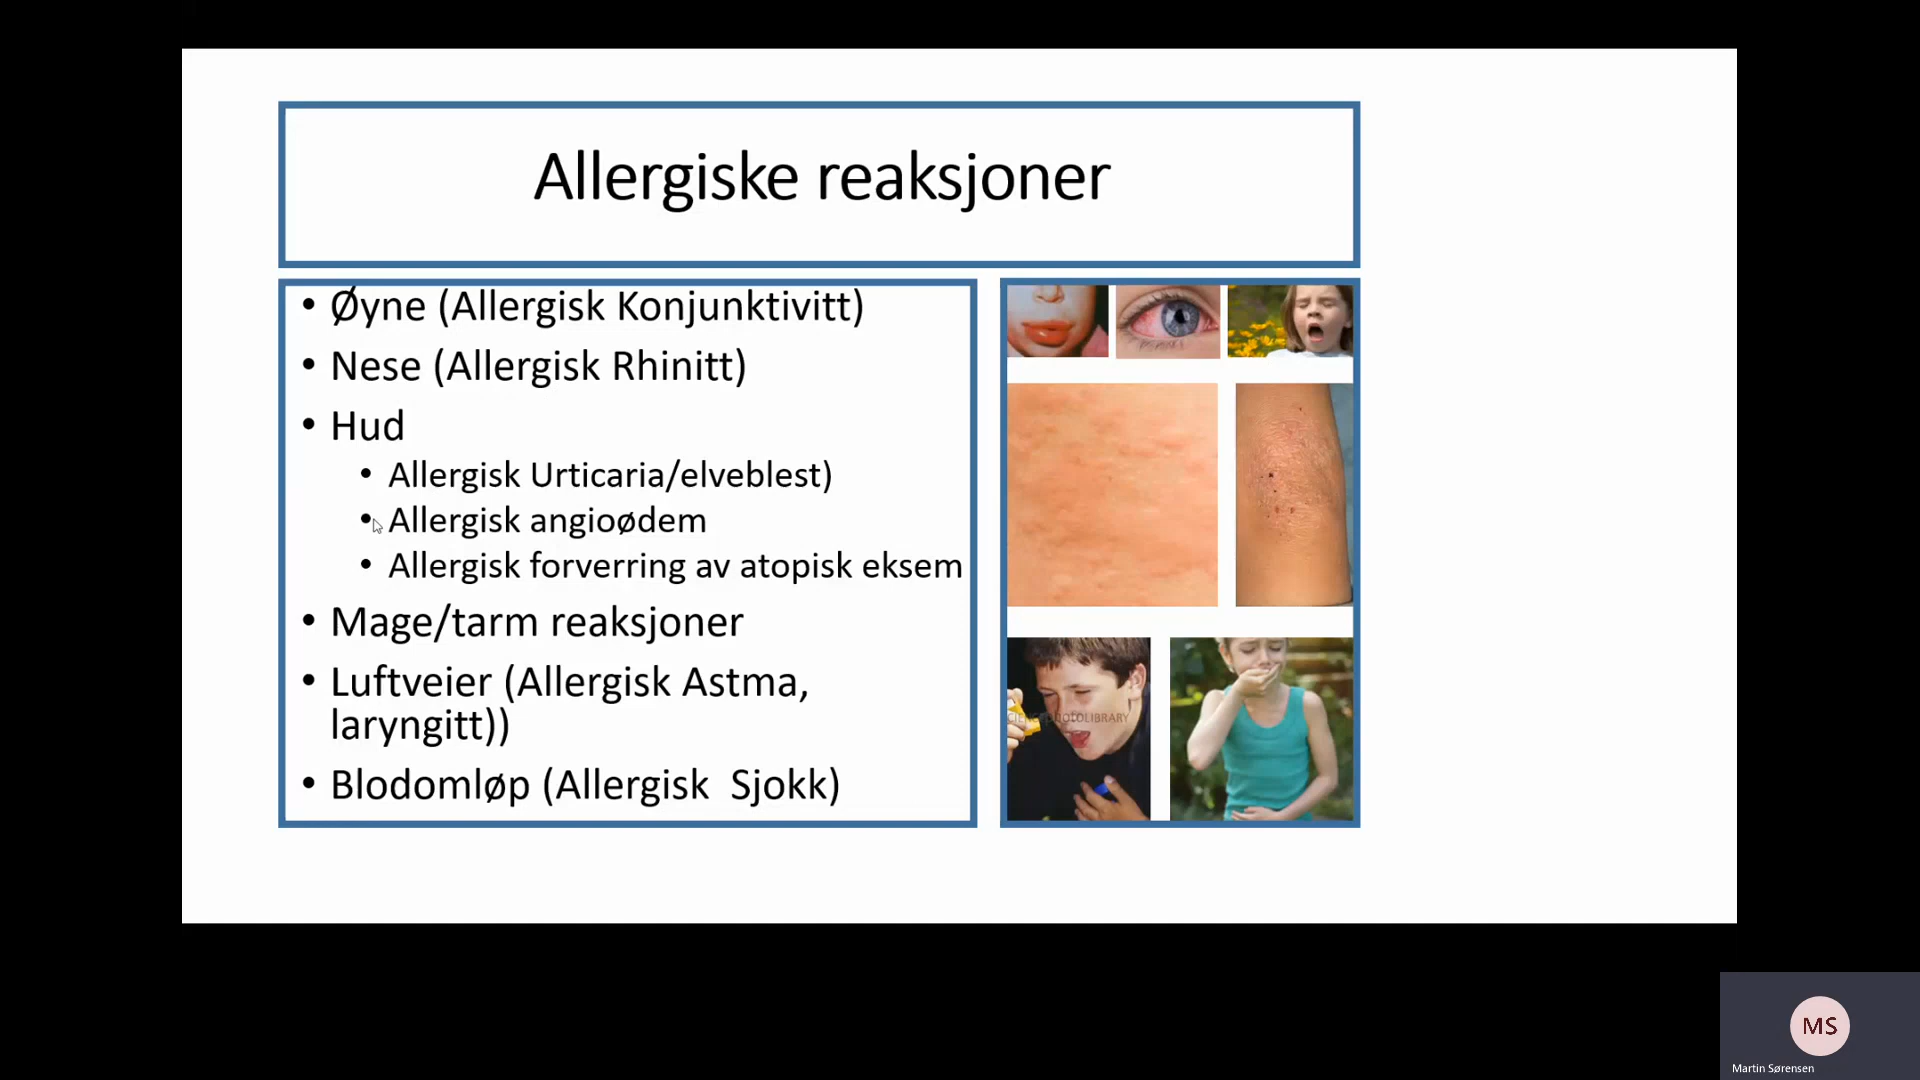 Allergiske reaksjoner
• Øyne (Allergisk Konjunktivitt)
• Nese (Allergisk Rhinitt)
• Hud
• Allergisk Urticaria/elveblest)
• Allergisk angioødem
• Allergisk forverring av atopisk eksem
• Mage/tarm reaksjoner
• Luftveier (Allergisk Astma,
laryngitt))
• Blodomløp (Allergisk  Sjokk)
MS
Martin Sørensen